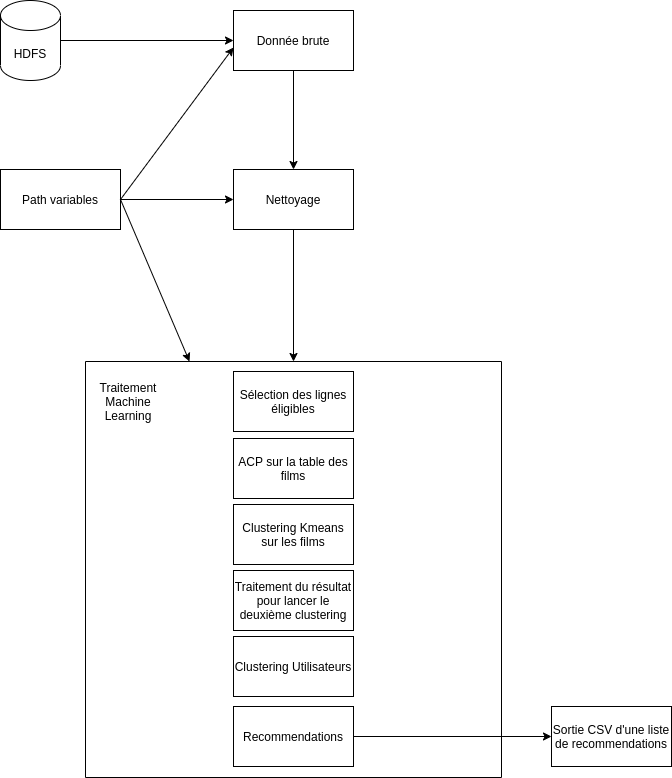 HDFS
Donnée brute
Path variables
Nettoyage
Traitement
Machine
Learning
Sélection des lignes
éligibles
ACP sur la table des
films
Clustering Kmeans
sur les films
Traitement du résultat
pour lancer le
deuxième clustering
Clustering Utilisateurs
Recommendations
Sortie CSV d'une liste
de recommendations